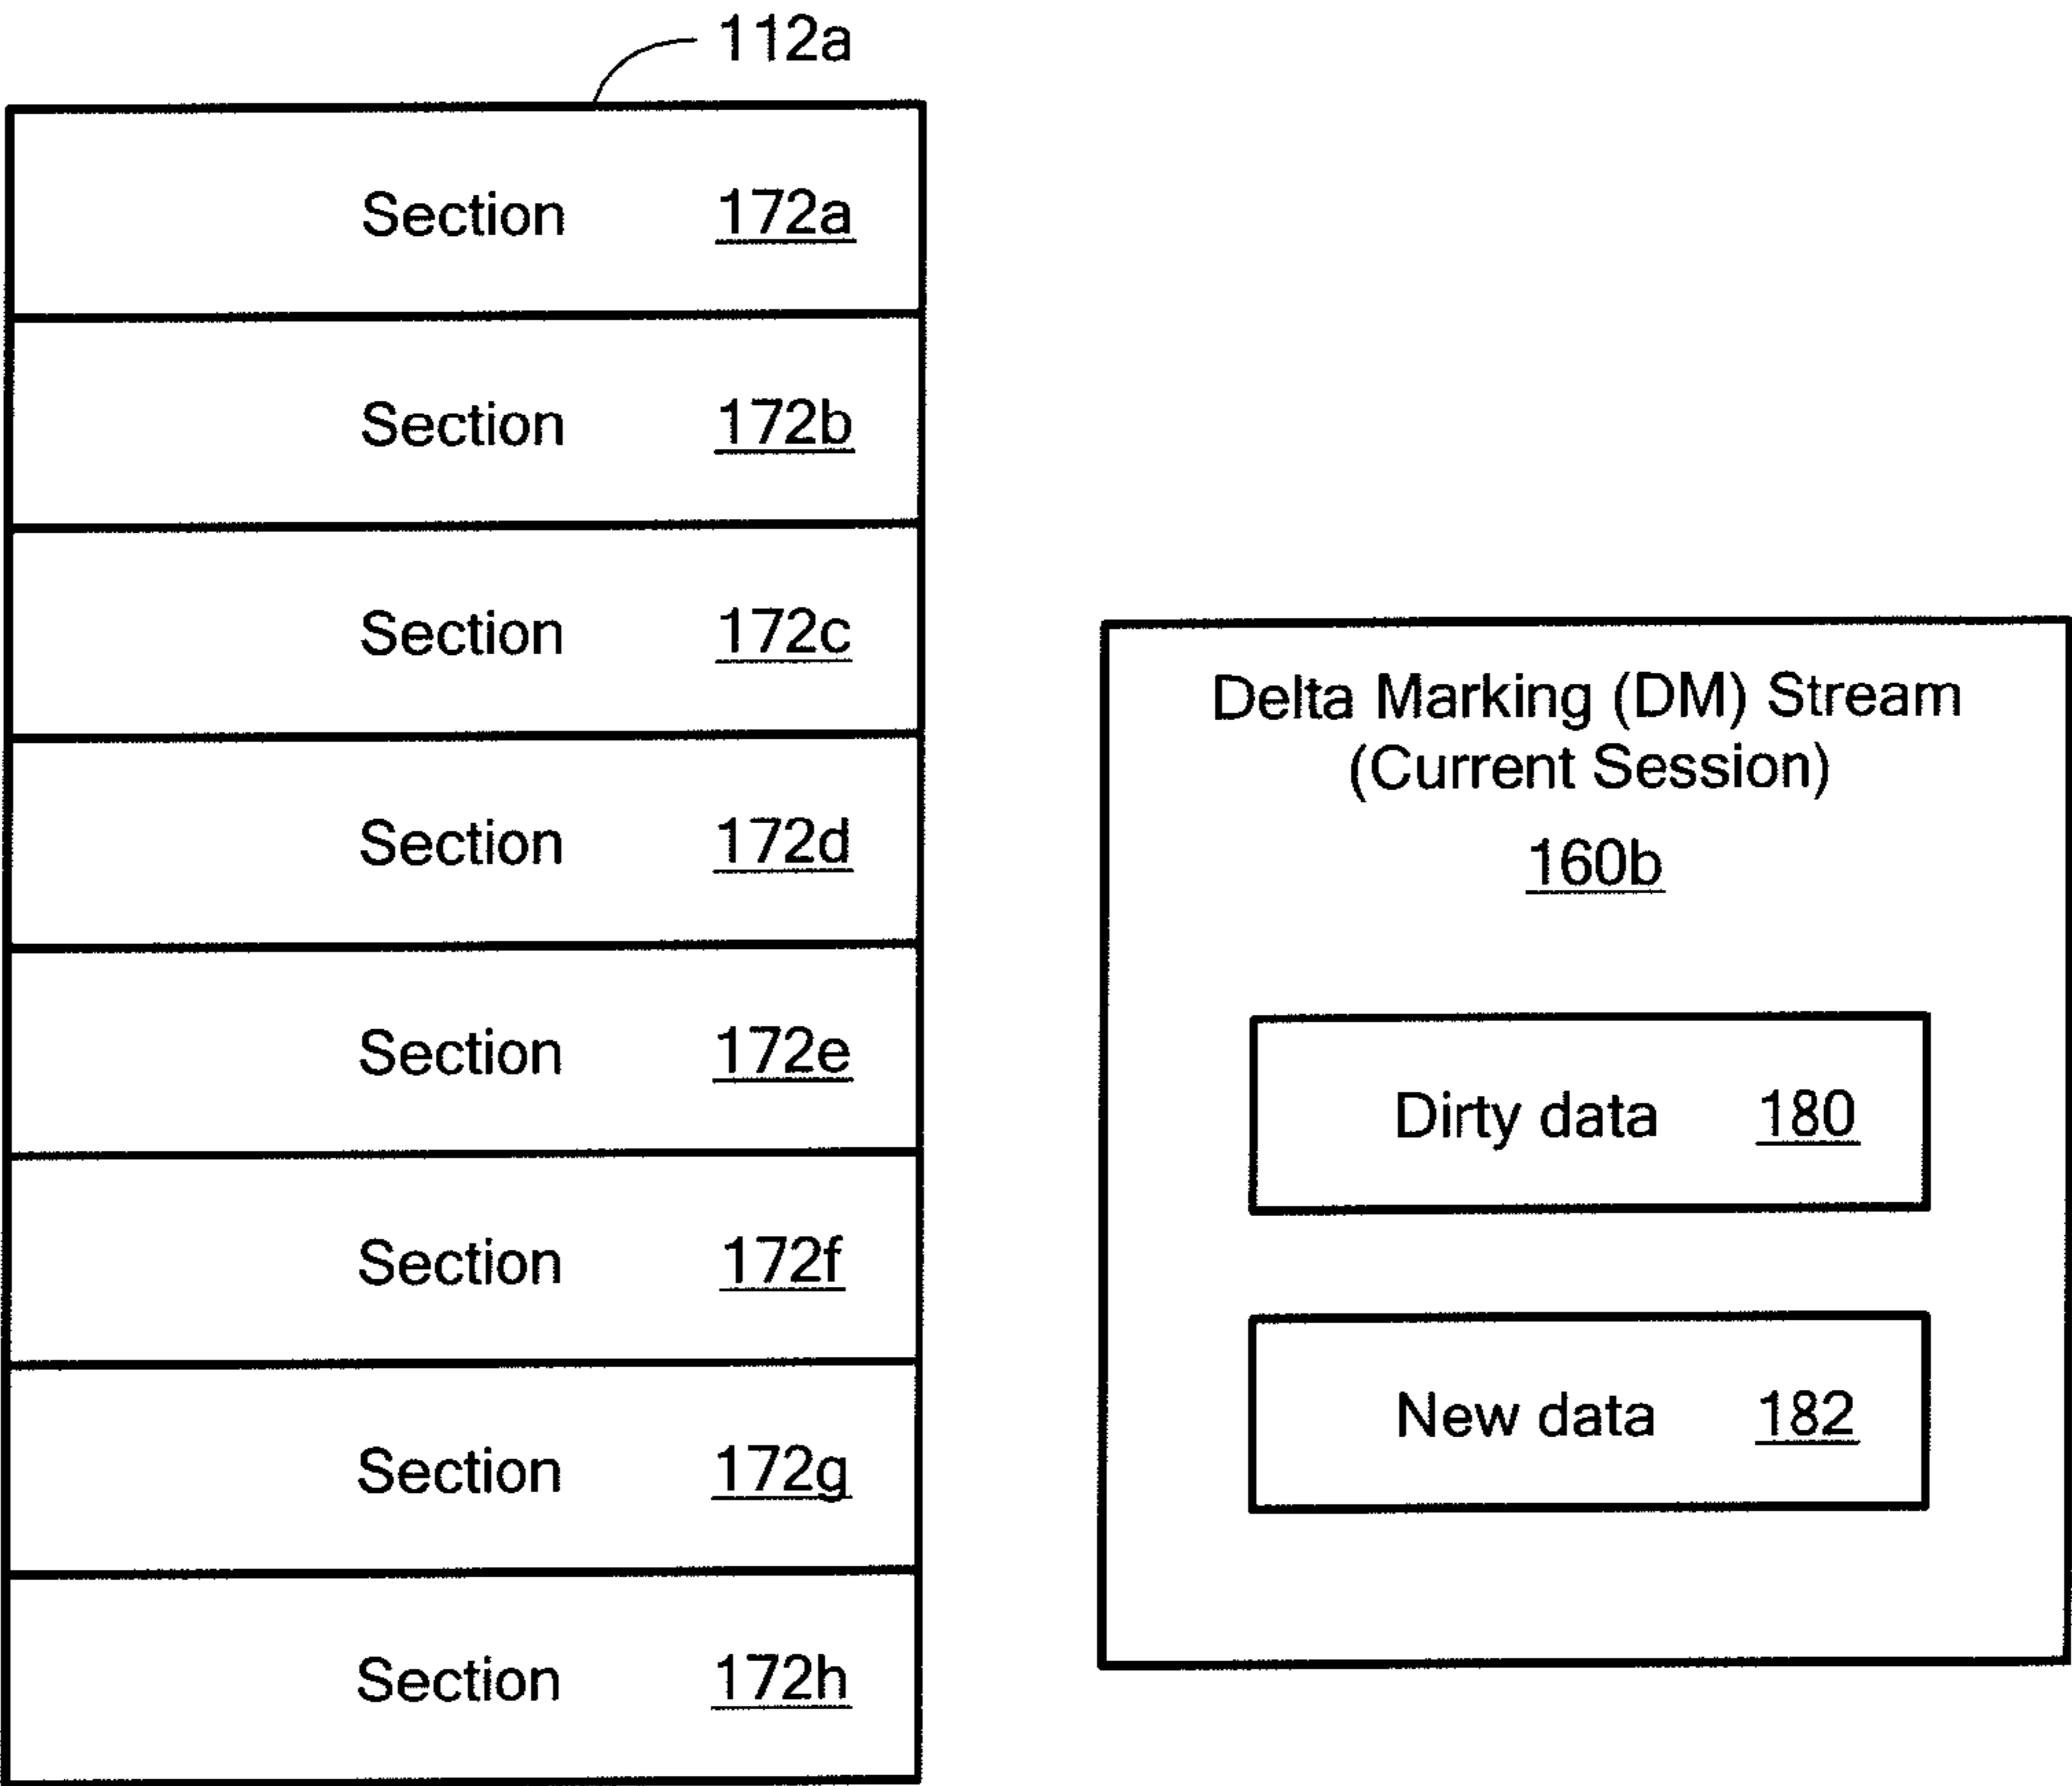 112a
Section 172a
Section 172b
Section 172c
Section 172d
Section 172e
Section 172f
Section 172g
Section 172h
Delta Marking (DM) Stream
(Current Session)
160b
Dirty data 180
New data 182